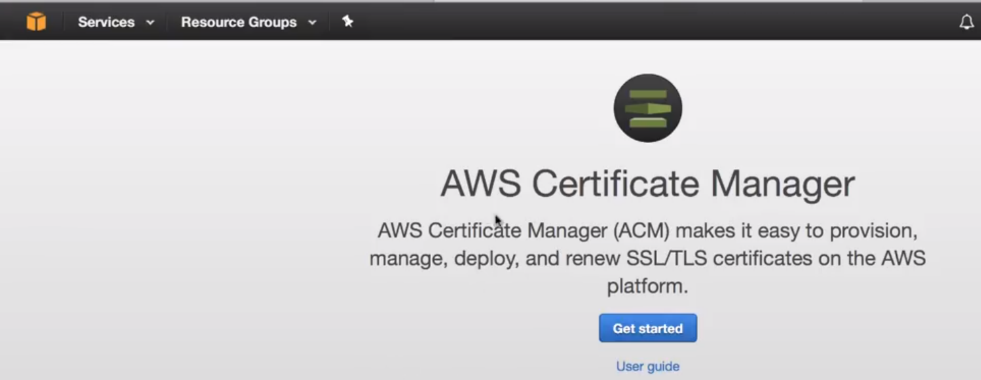 Services Resource Groups
AWS Certificate Manager
AWS Certificate Manager (ACM) makes it easy to provision,
manage, deploy, and renew SSL/TLS certificates on the AWS
platform.
Get started
User guide